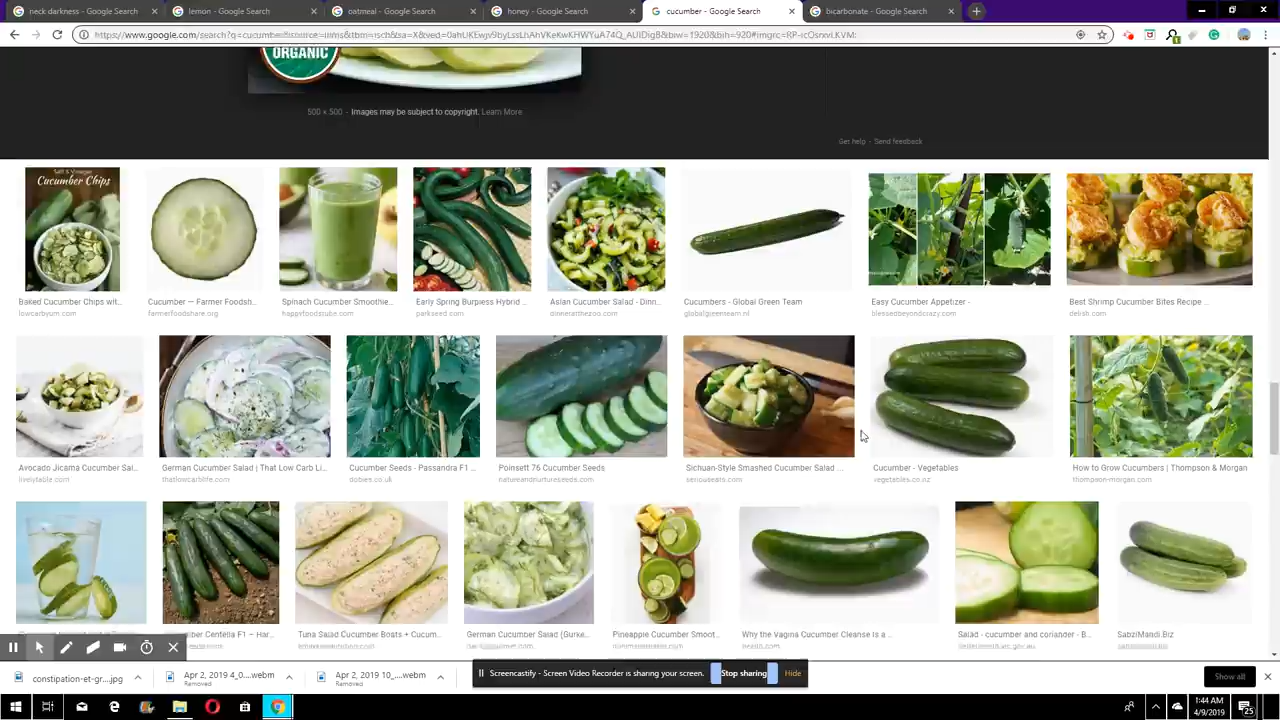 neck darkness - Google Search
lemon - Google Search
oatmeal - Google Search
honey - Google Search
cucumber - Google Search
bicarbonate - Google Search
ORGANIC
500 × 500 - Images may be subject to copyright. Learn More
Get help - Send feedback
Salt & Vinegar
Cucumber Chips
Baked Cucumber Chips wit...
Cucumber — Farmer Foodsh...
Spinach Cucumber Smoothie...
Early Spring Burpless Hybrid ...
Asian Cucumber Salad - Dinn...
Cucumbers - Global Green Team
Easy Cucumber Appetizer -
Best Shrimp Cucumber Bites Recipe ...
lowcarbyum.com
farmerfoodshare.org
happyfoodstube.com
parkseed.com
dinneratthezoo.com
globalgreenteam.nl
blessedbeyondcrazy.com
delish.com
Avocado Jicama Cucumber Sal...
German Cucumber Salad | That Low Carb Li...
Cucumber Seeds - Passandra F1 ...
Poinsett 76 Cucumber Seeds
Sichuan-Style Smashed Cucumber Salad ...
Cucumber - Vegetables
How to Grow Cucumbers | Thompson & Morgan
livelytable.com
thatlowcarblife.com
dobies.co.uk
natureandnurtureseeds.com
seriouseats.com
vegetables.co.nz
thompson-morgan.com
Centella F1 – Har...
Tuna Salad Cucumber Boats + Cucum...
German Cucumber Salad (Gurke...
Pineapple Cucumber Smoot...
Why the Vagina Cucumber Cleanse Is a ...
Salad - cucumber and coriander - B...
SabziMandi.Biz
health.com
constipation-et-gr....jpg
Apr 2, 2019 4_0....webm
Removed
Apr 2, 2019 10_....webm
Removed
Screencastify - Screen Video Recorder is sharing your screen.
Stop sharing
Hide
Show all
1:44 AM
4/9/2019
25